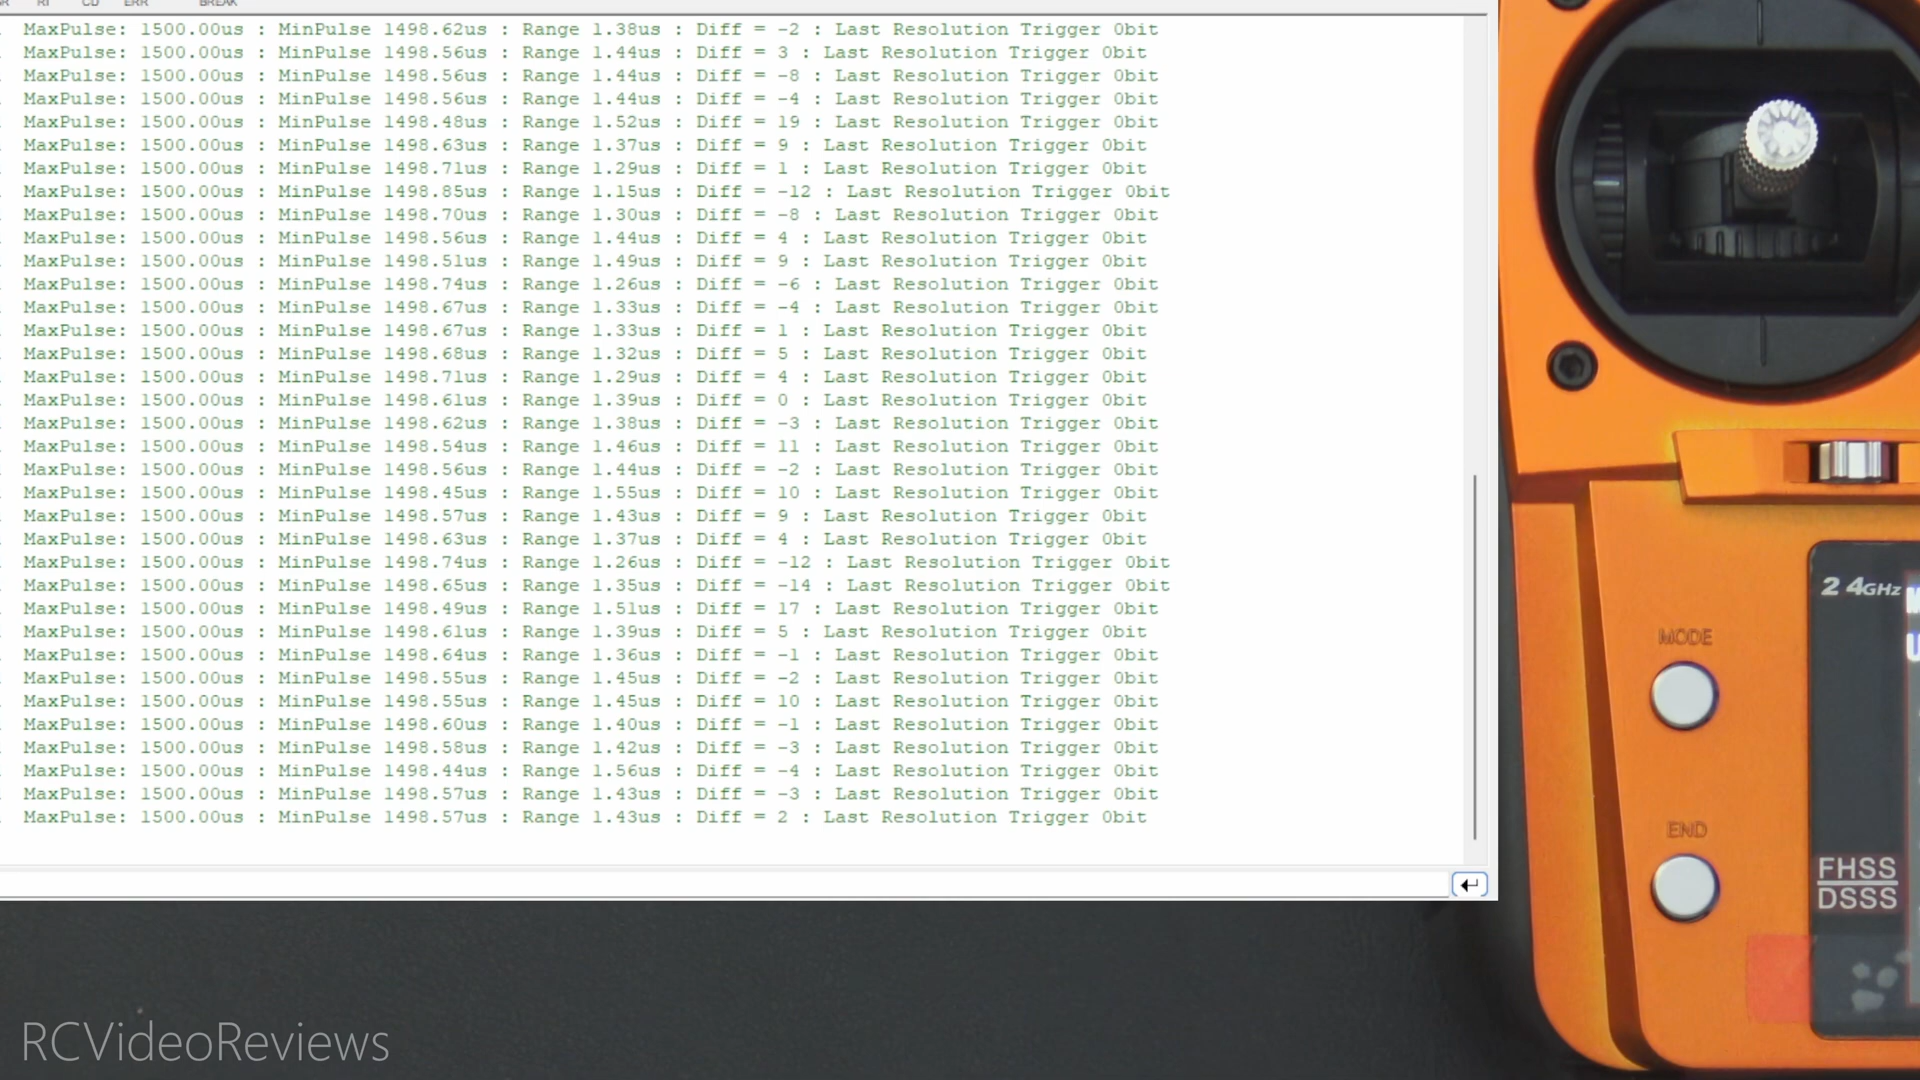 RI CD ERR BREAK
MaxPulse: 1500.00us : MinPulse 1498.62us : Range 1.38us : Diff = -2 : Last Resolution Trigger 0bit
MaxPulse: 1500.00us : MinPulse 1498.56us : Range 1.44us : Diff = 3 : Last Resolution Trigger 0bit
MaxPulse: 1500.00us : MinPulse 1498.56us : Range 1.44us : Diff = -8 : Last Resolution Trigger 0bit
MaxPulse: 1500.00us : MinPulse 1498.56us : Range 1.44us : Diff = -4 : Last Resolution Trigger 0bit
MaxPulse: 1500.00us : MinPulse 1498.48us : Range 1.52us : Diff = 19 : Last Resolution Trigger 0bit
MaxPulse: 1500.00us : MinPulse 1498.63us : Range 1.37us : Diff = 9 : Last Resolution Trigger 0bit
MaxPulse: 1500.00us : MinPulse 1498.71us : Range 1.29us : Diff = 1 : Last Resolution Trigger 0bit
MaxPulse: 1500.00us : MinPulse 1498.85us : Range 1.15us : Diff = -12 : Last Resolution Trigger 0bit
MaxPulse: 1500.00us : MinPulse 1498.70us : Range 1.30us : Diff = -8 : Last Resolution Trigger 0bit
MaxPulse: 1500.00us : MinPulse 1498.56us : Range 1.44us : Diff = 4 : Last Resolution Trigger 0bit
MaxPulse: 1500.00us : MinPulse 1498.51us : Range 1.49us : Diff = 9 : Last Resolution Trigger 0bit
MaxPulse: 1500.00us : MinPulse 1498.74us : Range 1.26us : Diff = -6 : Last Resolution Trigger 0bit
MaxPulse: 1500.00us : MinPulse 1498.67us : Range 1.33us : Diff = -4 : Last Resolution Trigger 0bit
MaxPulse: 1500.00us : MinPulse 1498.67us : Range 1.33us : Diff = 1 : Last Resolution Trigger 0bit
MaxPulse: 1500.00us : MinPulse 1498.68us : Range 1.32us : Diff = 5 : Last Resolution Trigger 0bit
MaxPulse: 1500.00us : MinPulse 1498.71us : Range 1.29us : Diff = 4 : Last Resolution Trigger 0bit
MaxPulse: 1500.00us : MinPulse 1498.61us : Range 1.39us : Diff = 0 : Last Resolution Trigger 0bit
MaxPulse: 1500.00us : MinPulse 1498.62us : Range 1.38us : Diff = -3 : Last Resolution Trigger 0bit
MaxPulse: 1500.00us : MinPulse 1498.54us : Range 1.46us : Diff = 11 : Last Resolution Trigger 0bit
MaxPulse: 1500.00us : MinPulse 1498.56us : Range 1.44us : Diff = -2 : Last Resolution Trigger 0bit
MaxPulse: 1500.00us : MinPulse 1498.45us : Range 1.55us : Diff = 10 : Last Resolution Trigger 0bit
MaxPulse: 1500.00us : MinPulse 1498.57us : Range 1.43us : Diff = 9 : Last Resolution Trigger 0bit
MaxPulse: 1500.00us : MinPulse 1498.63us : Range 1.37us : Diff = 4 : Last Resolution Trigger 0bit
MaxPulse: 1500.00us : MinPulse 1498.74us : Range 1.26us : Diff = -12 : Last Resolution Trigger 0bit
MaxPulse: 1500.00us : MinPulse 1498.65us : Range 1.35us : Diff = -14 : Last Resolution Trigger 0bit
MaxPulse: 1500.00us : MinPulse 1498.49us : Range 1.51us : Diff = 17 : Last Resolution Trigger 0bit
MaxPulse: 1500.00us : MinPulse 1498.61us : Range 1.39us : Diff = 5 : Last Resolution Trigger 0bit
MaxPulse: 1500.00us : MinPulse 1498.64us : Range 1.36us : Diff = -1 : Last Resolution Trigger 0bit
MaxPulse: 1500.00us : MinPulse 1498.55us : Range 1.45us : Diff = -2 : Last Resolution Trigger 0bit
MaxPulse: 1500.00us : MinPulse 1498.55us : Range 1.45us : Diff = 10 : Last Resolution Trigger 0bit
MaxPulse: 1500.00us : MinPulse 1498.60us : Range 1.40us : Diff = -1 : Last Resolution Trigger 0bit
MaxPulse: 1500.00us : MinPulse 1498.58us : Range 1.42us : Diff = -3 : Last Resolution Trigger 0bit
MaxPulse: 1500.00us : MinPulse 1498.44us : Range 1.56us : Diff = -4 : Last Resolution Trigger 0bit
MaxPulse: 1500.00us : MinPulse 1498.57us : Range 1.43us : Diff = -3 : Last Resolution Trigger 0bit
MaxPulse: 1500.00us : MinPulse 1498.57us : Range 1.43us : Diff = 2 : Last Resolution Trigger 0bit
2 4GHz
MODE
END
FHSS
DSSS
RCVideoReviews